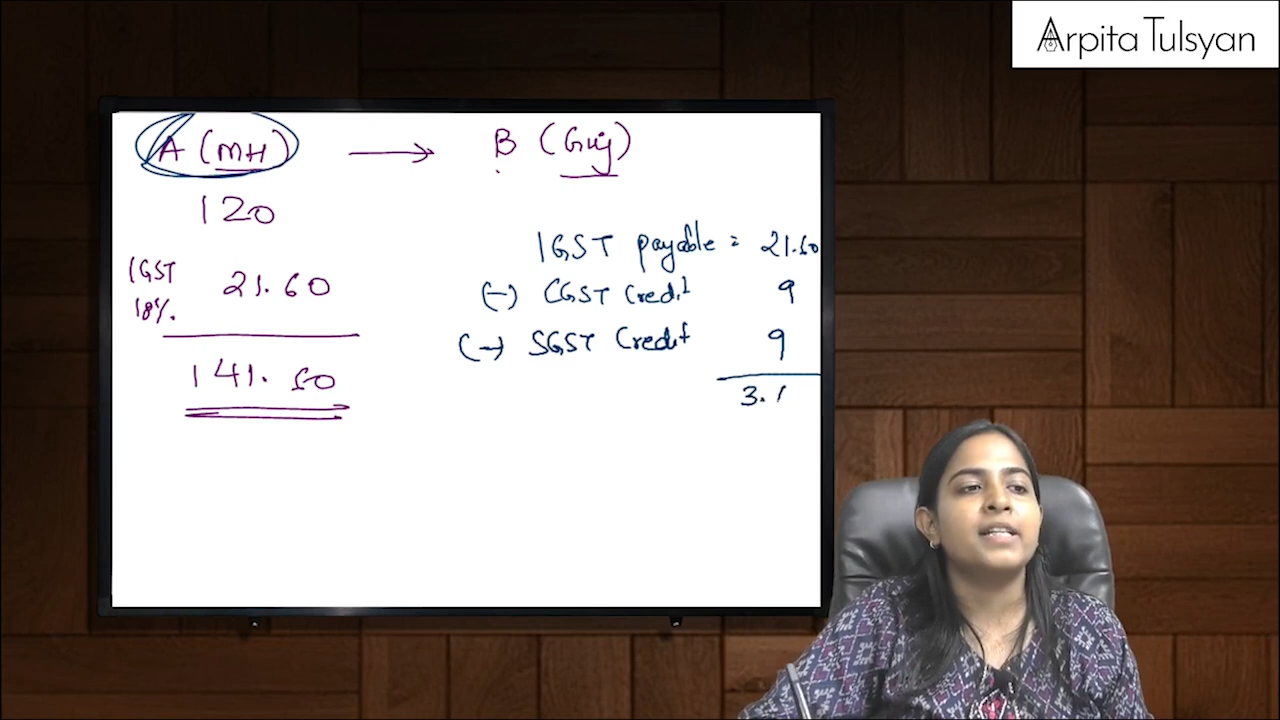 Arpita Tulsyan
A (MH) → B (Guj)
120
IGST 18%. 21.60
141.60
IGST payable = 21.60
(-) CGST Credit 9
(-) SGST Credit 9
3.